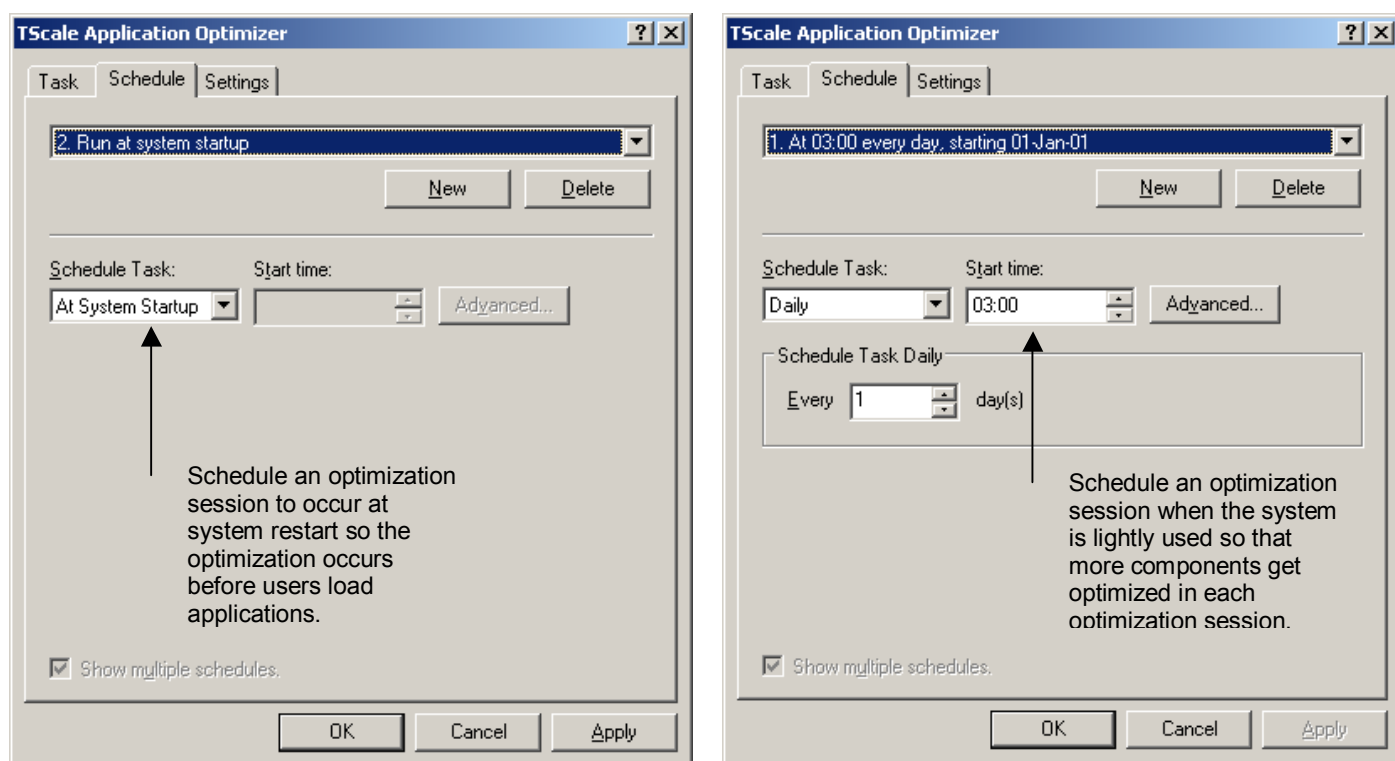 TScale Application Optimizer
Task Schedule Settings
2. Run at system startup
New Delete
Schedule Task: Start time:
At System Startup Advanced...
Schedule an optimization
session to occur at
system restart so the
optimization occurs
before users load
applications.
Show multiple schedules.
OK Cancel Apply
TScale Application Optimizer
Task Schedule Settings
1. At 03:00 every day, starting 01-Jan-01
New Delete
Schedule Task: Start time:
Daily 03:00 Advanced...
Schedule Task Daily
Every 1 day(s)
Schedule an optimization
session when the system
is lightly used so that
more components get
optimized in each
optimization session.
Show multiple schedules.
OK Cancel Apply